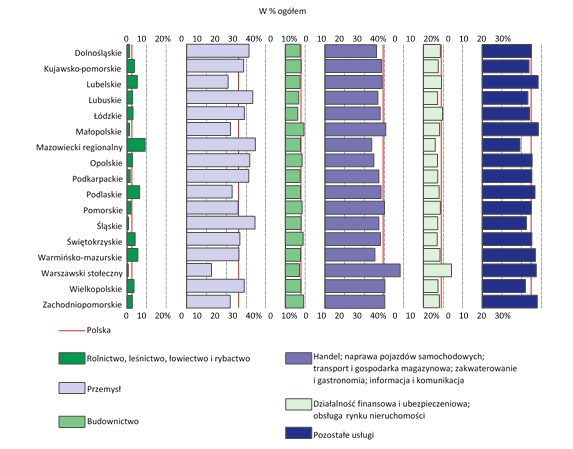 W % ogółem
0 10 20% 0 10 20 30 40% 0 10% 0 10 20 30 40% 0 10 20% 0 20 30%
Dolnośląskie
Kujawsko-pomorskie
Lubelskie
Lubuskie
Łódzkie
Małopolskie
Mazowiecki regionalny
Opolskie
Podkarpackie
Podlaskie
Pomorskie
Śląskie
Świętokrzyskie
Warmińsko-mazurskie
Warszawski stołeczny
Wielkopolskie
Zachodniopomorskie
0 10 20% 0 10 20 30 40% 0 10% 0 10 20 30 40% 0 10 20% 0 20 30%
Polska
Rolnictwo, leśnictwo, łowiectwo i rybactwo
Przemysł
Budownictwo
Handel; naprawa pojazdów samochodowych;
transport i gospodarka magazynowa; zakwaterowanie
i gastronomia; informacja i komunikacja
Działalność finansowa i ubezpieczeniowa;
obsługa rynku nieruchomości
Pozostałe usługi